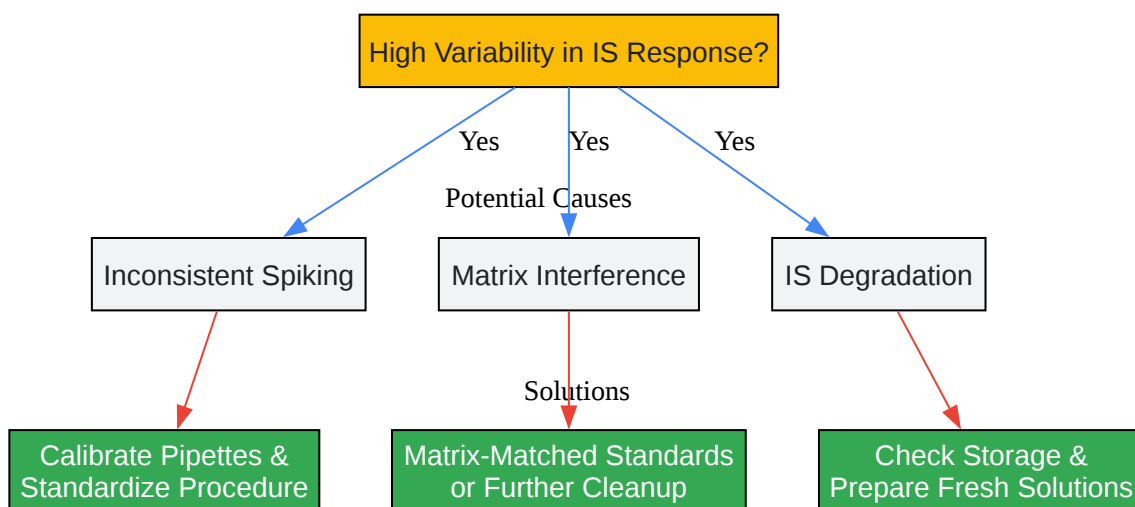 High Variability in IS Response?
Yes
Yes
Yes
Potential Causes
Inconsistent Spiking
Matrix Interference
IS Degradation
Solutions
Calibrate Pipettes &
Standardize Procedure
Matrix-Matched Standards
or Further Cleanup
Check Storage &
Prepare Fresh Solutions